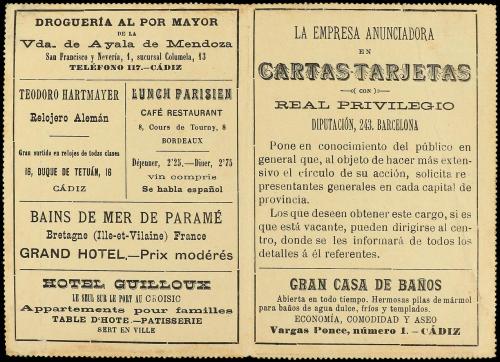 DROGUERÍA AL POR MAYOR
DE LA
Vda. de Ayala de Mendoza
San Francisco y Nevería, 1, sucursal Columela, 13
TELÉFONO 117.—CÁDIZ
TEODORO HARTMAYER
Relojero Alemán
Gran surtido en relojes de todas clases
16, DUQUE DE TETUÁN, 16
CÁDIZ
LUNCH PARISIEN
CAFÉ RESTAURANT
8, Cours de Tourny, 8
BORDEAUX
Déjeuner, 2'25.—Diner, 2'75
vin compris
Se habla español
BAINS DE MER DE PARAMÉ
Bretagne (Ille-et-Vilaine) France
GRAND HOTEL.—Prix modérés
HOTEL GUILLOUX
LE SEUL SUR LE PORT AU CROISIC
Appartements pour familles
TABLE D'HOTE.—PATISSERIE
SERT EN VILLE
LA EMPRESA ANUNCIADORA
EN
CARTAS-TARJETAS
CON
REAL PRIVILEGIO
DIPUTACIÓN, 243. BARCELONA
Pone en conocimiento del público en
general que, al objeto de hacer más exten-
sivo el círculo de su acción, solicita re
presentantes generales en cada capital de
provincia.
Los que deseen obtener este cargo, si es
que está vacante, pueden dirigirse al cen-
tro, donde se les informará de todos los
detalles á él referentes.
GRAN CASA DE BAÑOS
Abierta en todo tiempo. Hermosas pilas de mármol
para baños de agua dulce, fríos y templados.
ECONOMÍA, COMODIDAD Y ASEO
Vargas Ponce, número 1.—CÁDIZ